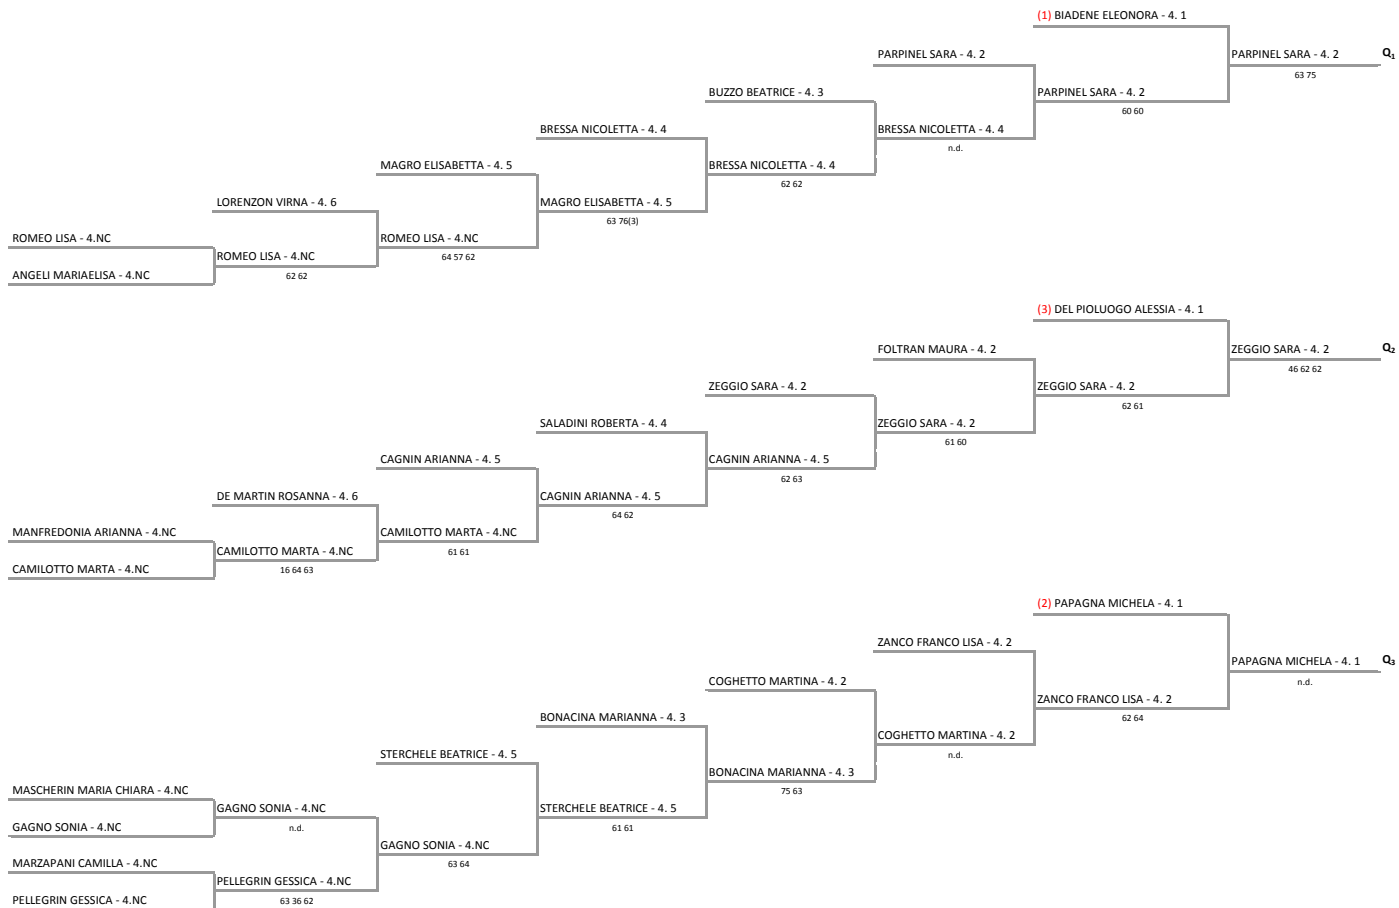 (1) BIADENE ELEONORA - 4. 1
PARPINEL SARA - 4. 2
PARPINEL SARA - 4. 2
Q1
63 75
BUZZO BEATRICE - 4. 3
PARPINEL SARA - 4. 2
60 60
BRESSA NICOLETTA - 4. 4
BRESSA NICOLETTA - 4. 4
n.d.
MAGRO ELISABETTA - 4. 5
BRESSA NICOLETTA - 4. 4
62 62
LORENZON VIRNA - 4. 6
MAGRO ELISABETTA - 4. 5
63 76(3)
ROMEO LISA - 4.NC
ROMEO LISA - 4.NC
64 57 62
ROMEO LISA - 4.NC
62 62
ANGELI MARIAELISA - 4.NC
(3) DEL PIOLUOGO ALESSIA - 4. 1
FOLTRAN MAURA - 4. 2
ZEGGIO SARA - 4. 2
Q2
46 62 62
ZEGGIO SARA - 4. 2
ZEGGIO SARA - 4. 2
62 61
SALADINI ROBERTA - 4. 4
ZEGGIO SARA - 4. 2
61 60
CAGNIN ARIANNA - 4. 5
CAGNIN ARIANNA - 4. 5
62 63
DE MARTIN ROSANNA - 4. 6
CAGNIN ARIANNA - 4. 5
64 62
MANFREDONIA ARIANNA - 4.NC
CAMILOTTO MARTA - 4.NC
61 61
CAMILOTTO MARTA - 4.NC
16 64 63
CAMILOTTO MARTA - 4.NC
(2) PAPAGNA MICHELA - 4. 1
ZANCO FRANCO LISA - 4. 2
PAPAGNA MICHELA - 4. 1
Q3
n.d.
COGHETTO MARTINA - 4. 2
ZANCO FRANCO LISA - 4. 2
62 64
BONACINA MARIANNA - 4. 3
COGHETTO MARTINA - 4. 2
n.d.
STERCHELE BEATRICE - 4. 5
BONACINA MARIANNA - 4. 3
75 63
MASCHERIN MARIA CHIARA - 4.NC
GAGNO SONIA - 4.NC
n.d.
STERCHELE BEATRICE - 4. 5
61 61
GAGNO SONIA - 4.NC
GAGNO SONIA - 4.NC
63 64
MARZAPANI CAMILLA - 4.NC
PELLEGRIN GESSICA - 4.NC
63 36 62
PELLEGRIN GESSICA - 4.NC